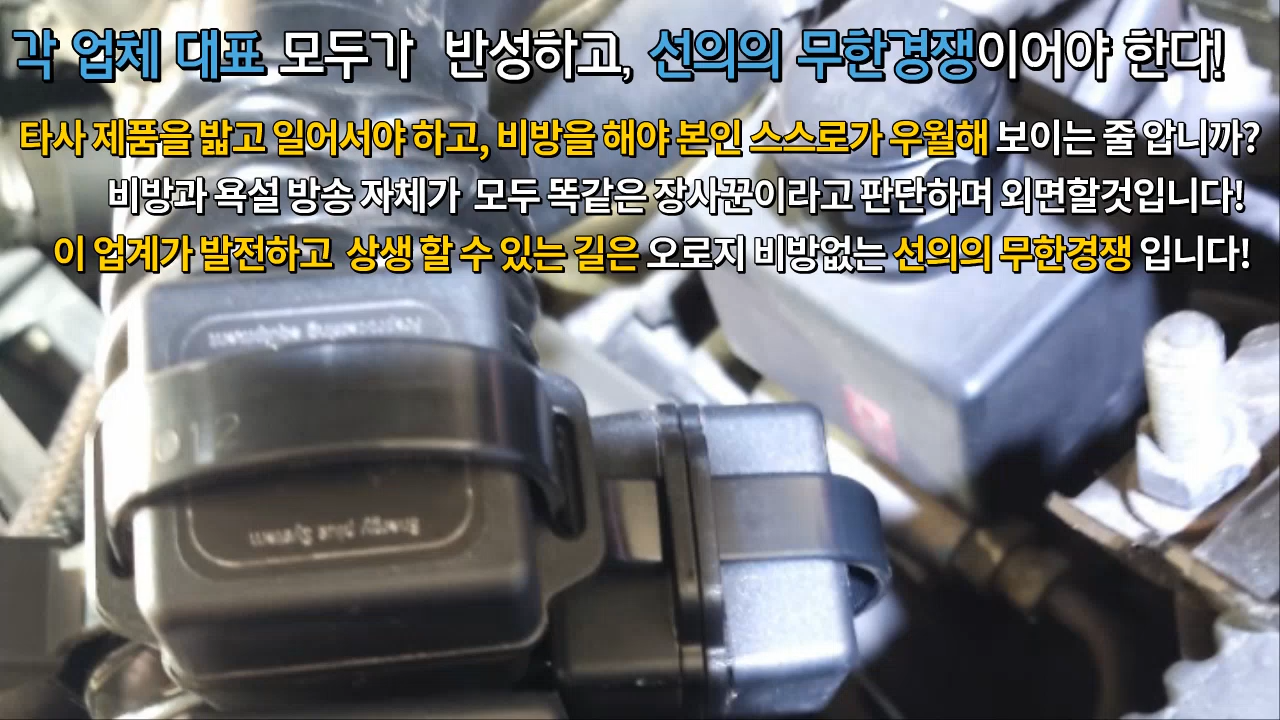 각 업체 대표 모두가 반성하고, 선의의 무한경쟁이어야 한다!
타사 제품을 밟고 일어서야 하고, 비방을 해야 본인 스스로가 우월해 보이는 줄 압니까?
비방과 욕설 방송 자체가 모두 똑같은 장사꾼이라고 판단하며 외면할것입니다!
이 업계가 발전하고 상생 할 수 있는 길은 오로지 비방없는 선의의 무한경쟁 입니다!
Energy plus System